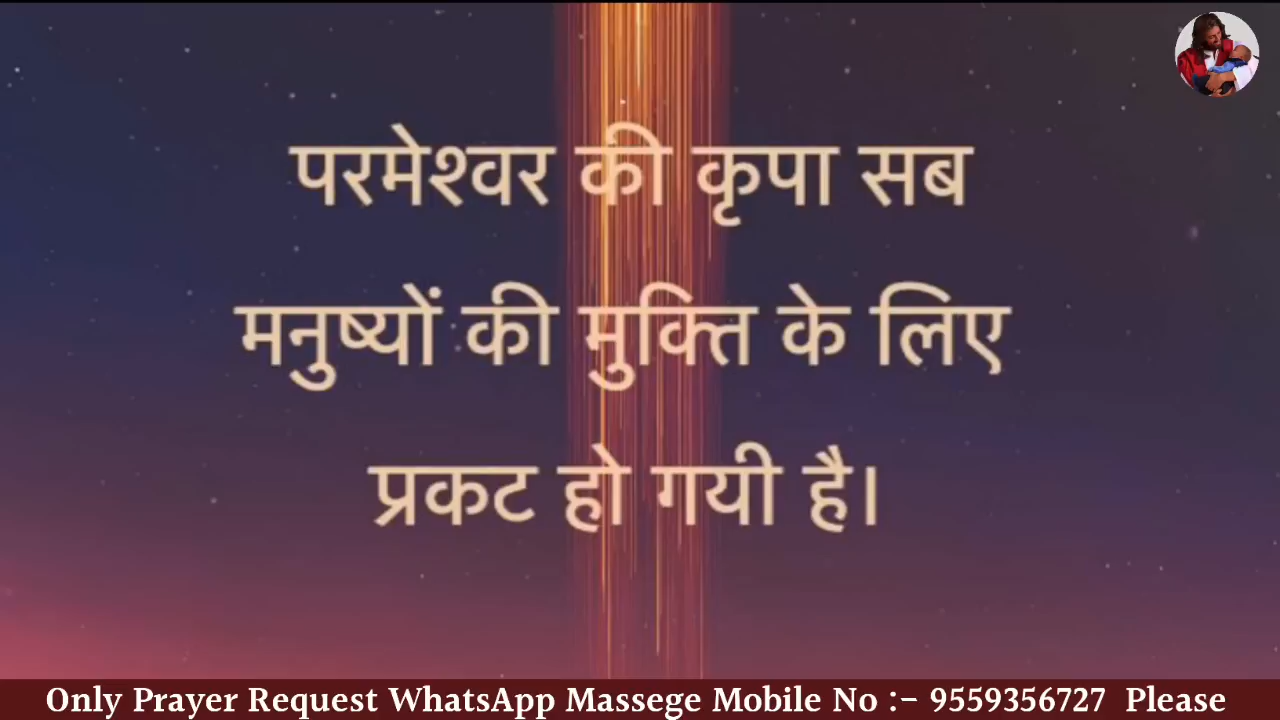 परमेश्वर की कृपा सब
मनुष्यों की मुक्ति के लिए
प्रकट हो गयी है।
Only Prayer Request WhatsApp Massege Mobile No :- 9559356727 Please